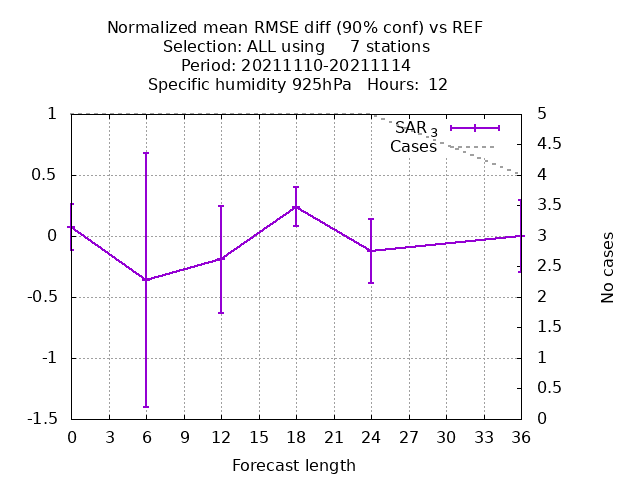 Normalized mean RMSE diff (90% conf) vs REF
Selection: ALL using     7 stations
Period: 20211110-20211114
Specific humidity 925hPa   Hours:  12
SAR 3
Cases
1
0.5
0
-0.5
-1
-1.5
5
4.5
4
3.5
3
2.5
2
1.5
1
0.5
0
No cases
0 3 6 9 12 15 18 21 24 27 30 33 36
Forecast length